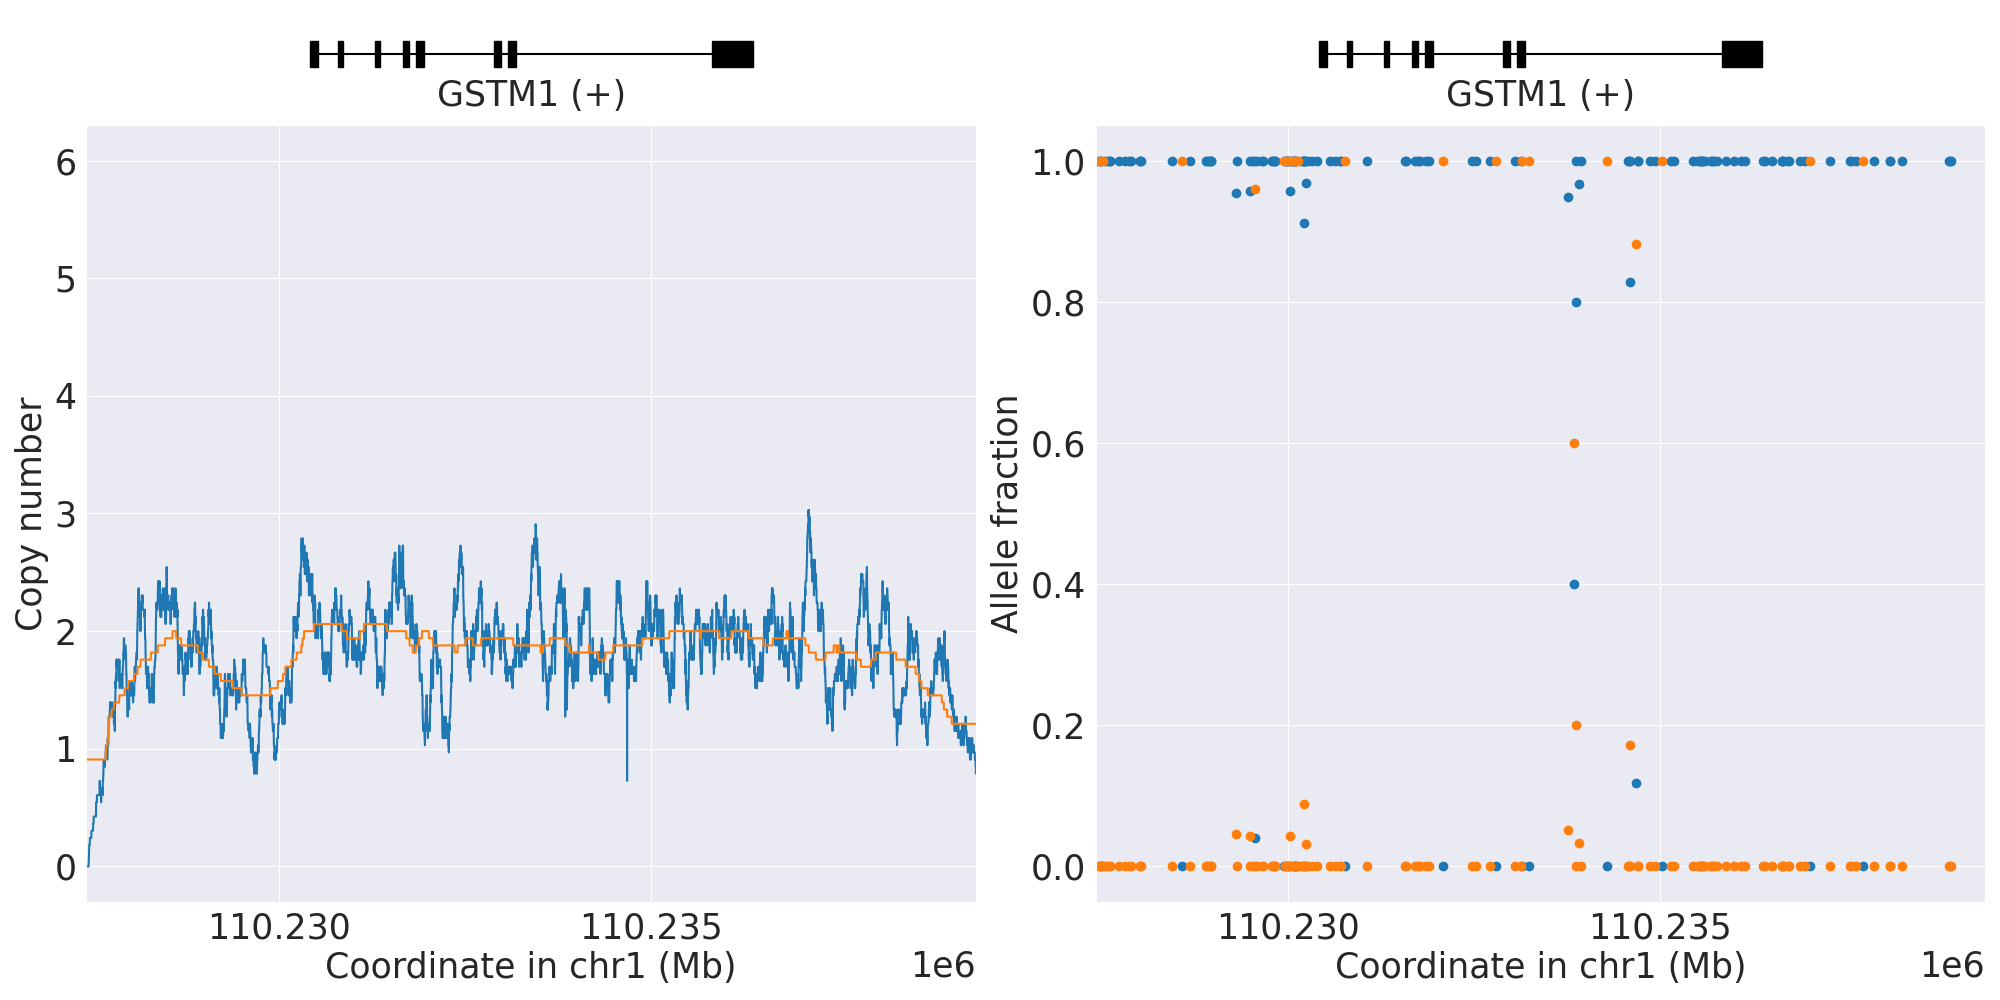 GSTM1 (+)
6
5
4
3
2
1
0
Copy number
110.230
110.235
Coordinate in chr1 (Mb)
1e6
GSTM1 (+)
1.0
0.8
0.6
0.4
0.2
0.0
Allele fraction
110.230
110.235
Coordinate in chr1 (Mb)
1e6